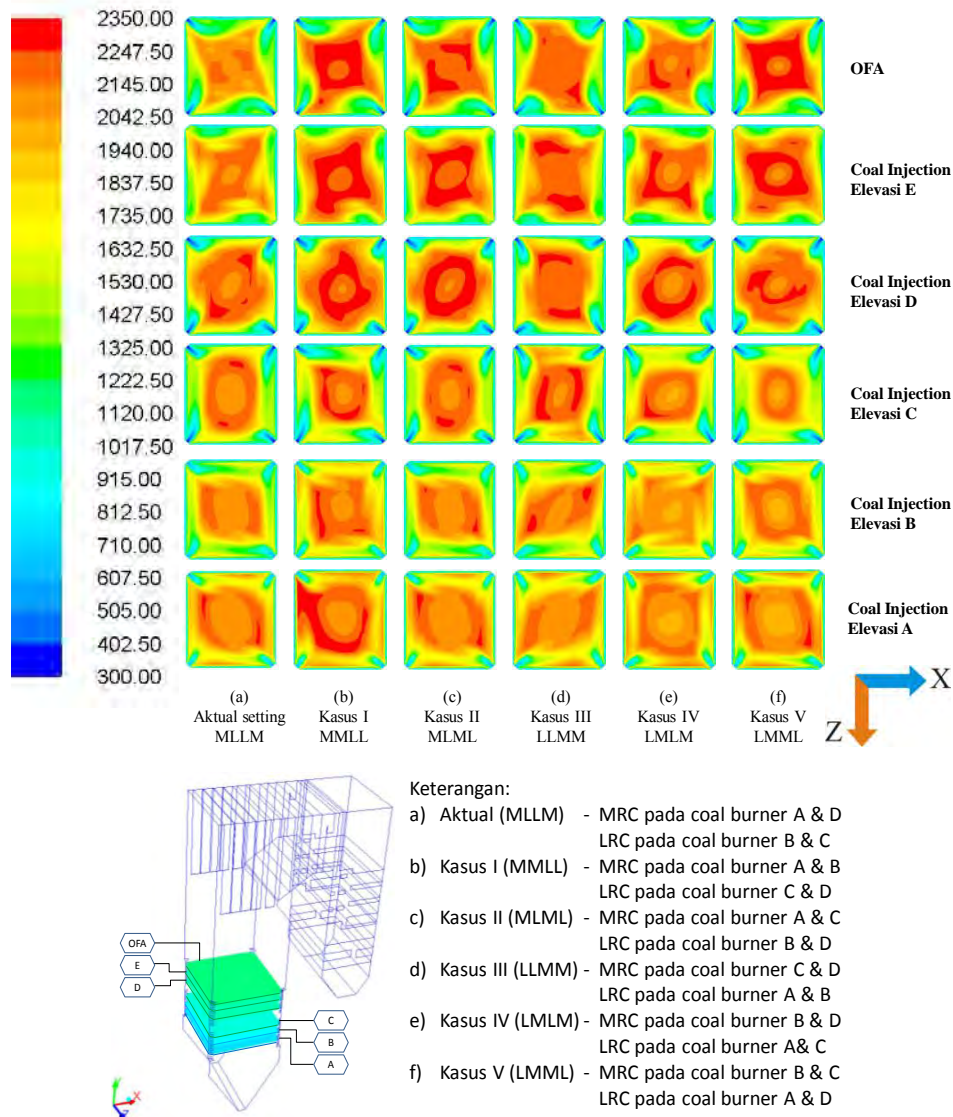 2350.00
2247.50
2145.00
2042.50
1940.00
1837.50
1735.00
1632.50
1530.00
1427.50
1325.00
1222.50
1120.00
1017.50
915.00
812.50
710.00
607.50
505.00
402.50
300.00
OFA
Coal Injection
Elevasi E
Coal Injection
Elevasi D
Coal Injection
Elevasi C
Coal Injection
Elevasi B
Coal Injection
Elevasi A
X
Z
(a)
Aktual setting
MLLM
(b)
Kasus I
MMLL
(c)
Kasus II
MLML
(d)
Kasus III
LLMM
(e)
Kasus IV
LMLM
(f)
Kasus V
LMML
OFA
E
D
C
B
A
Y
X
Z
Keterangan:
a) Aktual (MLLM) - MRC pada coal burner A & D
LRC pada coal burner B & C
b) Kasus I (MMLL) - MRC pada coal burner A & B
LRC pada coal burner C & D
c) Kasus II (MLML) - MRC pada coal burner A & C
LRC pada coal burner B & D
d) Kasus III (LLMM) - MRC pada coal burner C & D
LRC pada coal burner A & B
e) Kasus IV (LMLM) - MRC pada coal burner B & D
LRC pada coal burner A& C
f) Kasus V (LMML) - MRC pada coal burner B & C
LRC pada coal burner A & D